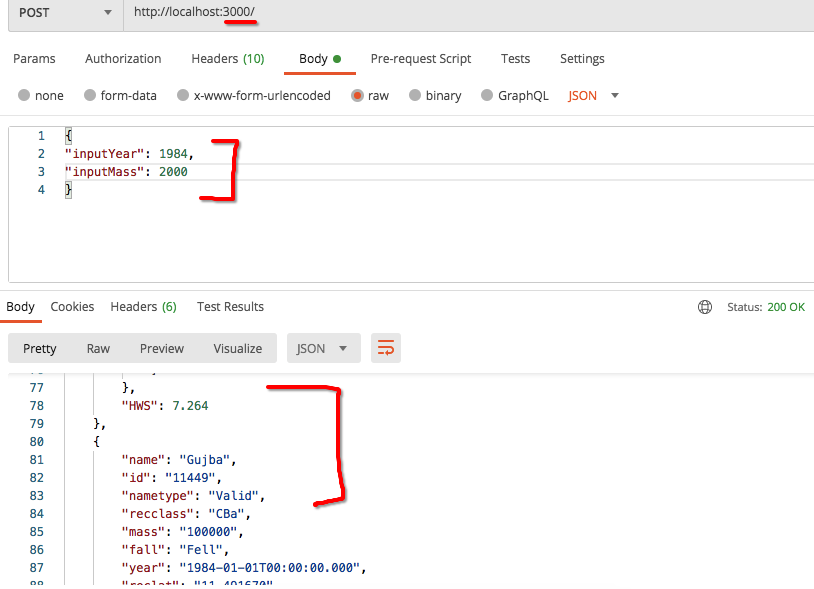 POST http://localhost:3000/
Params Authorization Headers (10) Body Pre-request Script Tests Settings
none form-data x-www-form-urlencoded raw binary GraphQL JSON
1 {
2 "inputYear": 1984,
3 "inputMass": 2000
4 }
Body Cookies Headers (6) Test Results Status: 200 OK
Pretty Raw Preview Visualize JSON
77 },
78 "HWS": 7.264
79 },
80 {
81 "name": "Gujba",
82 "id": "11449",
83 "nametype": "Valid",
84 "recclass": "CBa",
85 "mass": "100000",
86 "fall": "Fell",
87 "year": "1984-01-01T00:00:00.000",
88 "reclat": "11.491670"